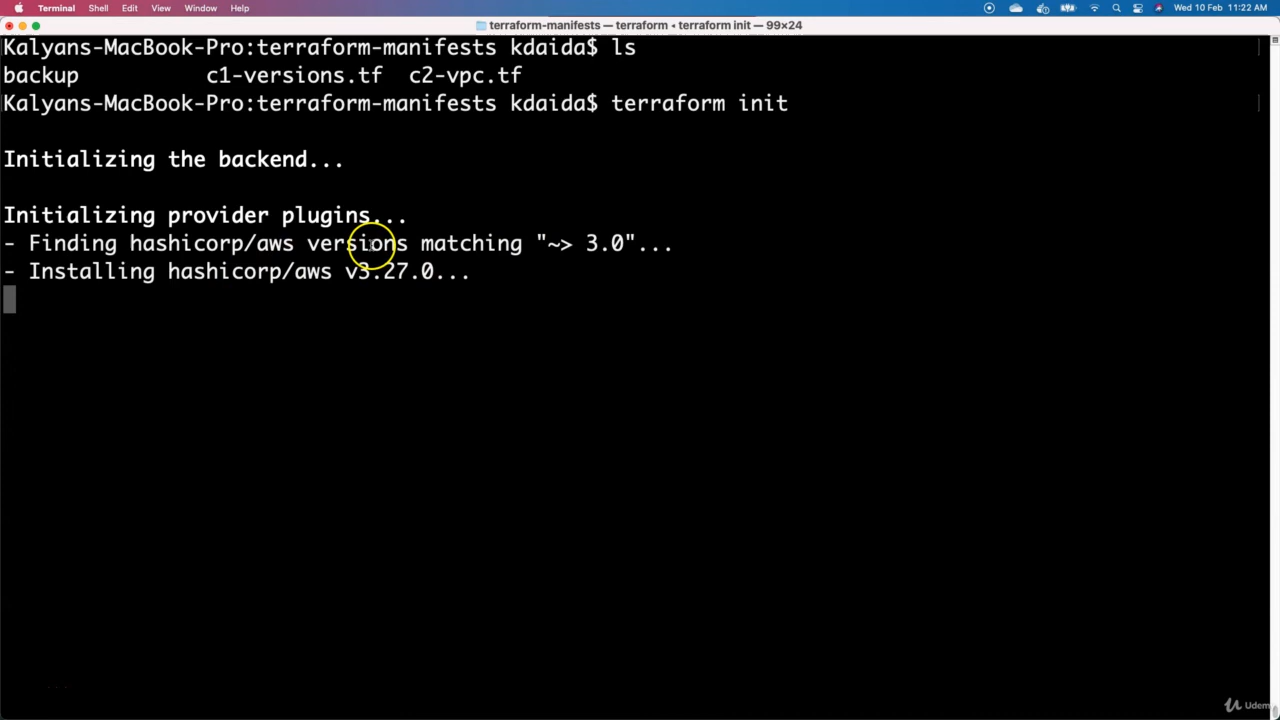 Terminal Shell Edit View Window Help Wed 10 Feb 11:22 AM
terraform-manifests — terraform ◂ terraform init — 99×24
Kalyans-MacBook-Pro:terraform-manifests kdaida$ ls
backup c1-versions.tf c2-vpc.tf
Kalyans-MacBook-Pro:terraform-manifests kdaida$ terraform init
Initializing the backend...
Initializing provider plugins...
- Finding hashicorp/aws versions matching "~> 3.0"...
- Installing hashicorp/aws v3.27.0...
Udemy